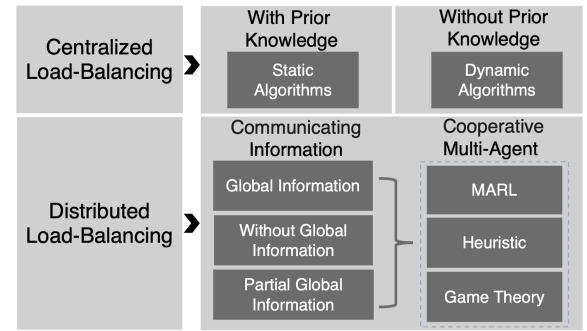 Centralized
Load-Balancing
With Prior
Knowledge
Static
Algorithms
Without Prior
Knowledge
Dynamic
Algorithms
Distributed
Load-Balancing
Communicating
Information
Global Information
Without Global
Information
Partial Global
Information
Cooperative
Multi-Agent
MARL
Heuristic
Game Theory